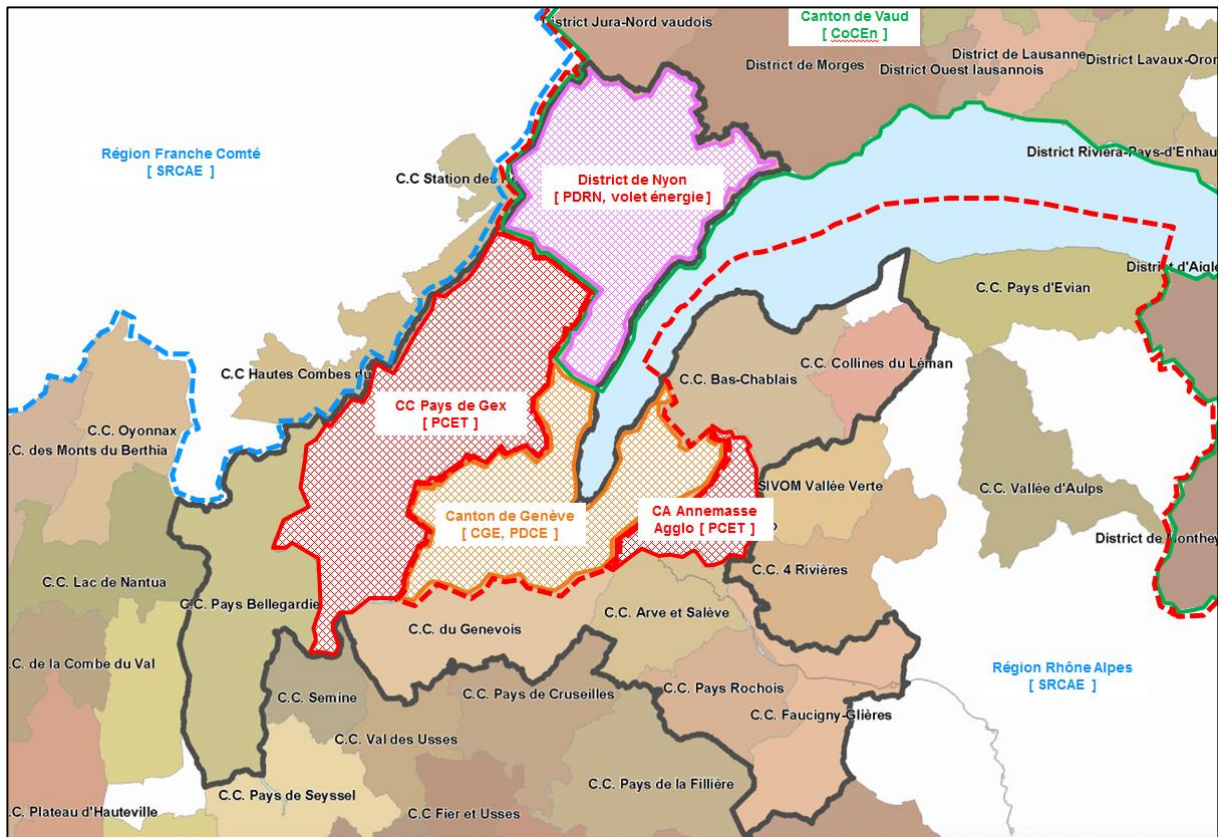 District Jura-Nord vaudois
Canton de Vaud
[ CoCEn ]
District de Lausanne
District de Morges
District Ouest lausannois
District Lavaux-Oron
Région Franche Comté
[ SRCAE ]
District Riviera-Pays-d'Enhau
C.C Station des
District de Nyon
[ PDRN, volet énergie ]
District d'Aigle
C.C. Pays d'Evian
C.C Hautes Combes du
C.C. Collines du Léman
C.C. Bas-Chablais
CC Pays de Gex
[ PCET ]
C.C. Oyonnax
C. des Monts du Berthia
SIVOM Vallée Verte
C.C. Vallée d'Aulps
Canton de Genève
[ CGE, PDCE ]
CA Annemasse
Agglo [ PCET ]
District de Monthey
C.C. 4 Rivières
C.C. Lac de Nantua
C.C. Pays Bellegardie
C.C. Arve et Salève
C.C. du Genevois
C. de la Combe du Val
Région Rhône Alpes
[ SRCAE ]
C.C. Semine
C.C. Pays de Cruseilles
C.C. Pays Rochois
C.C. Faucigny-Glières
C.C. Val des Usses
C.C. Pays de la Fillière
C.C. Pays de Seyssel
C.C. Plateau d'Hauteville
C.C Fier et Usses